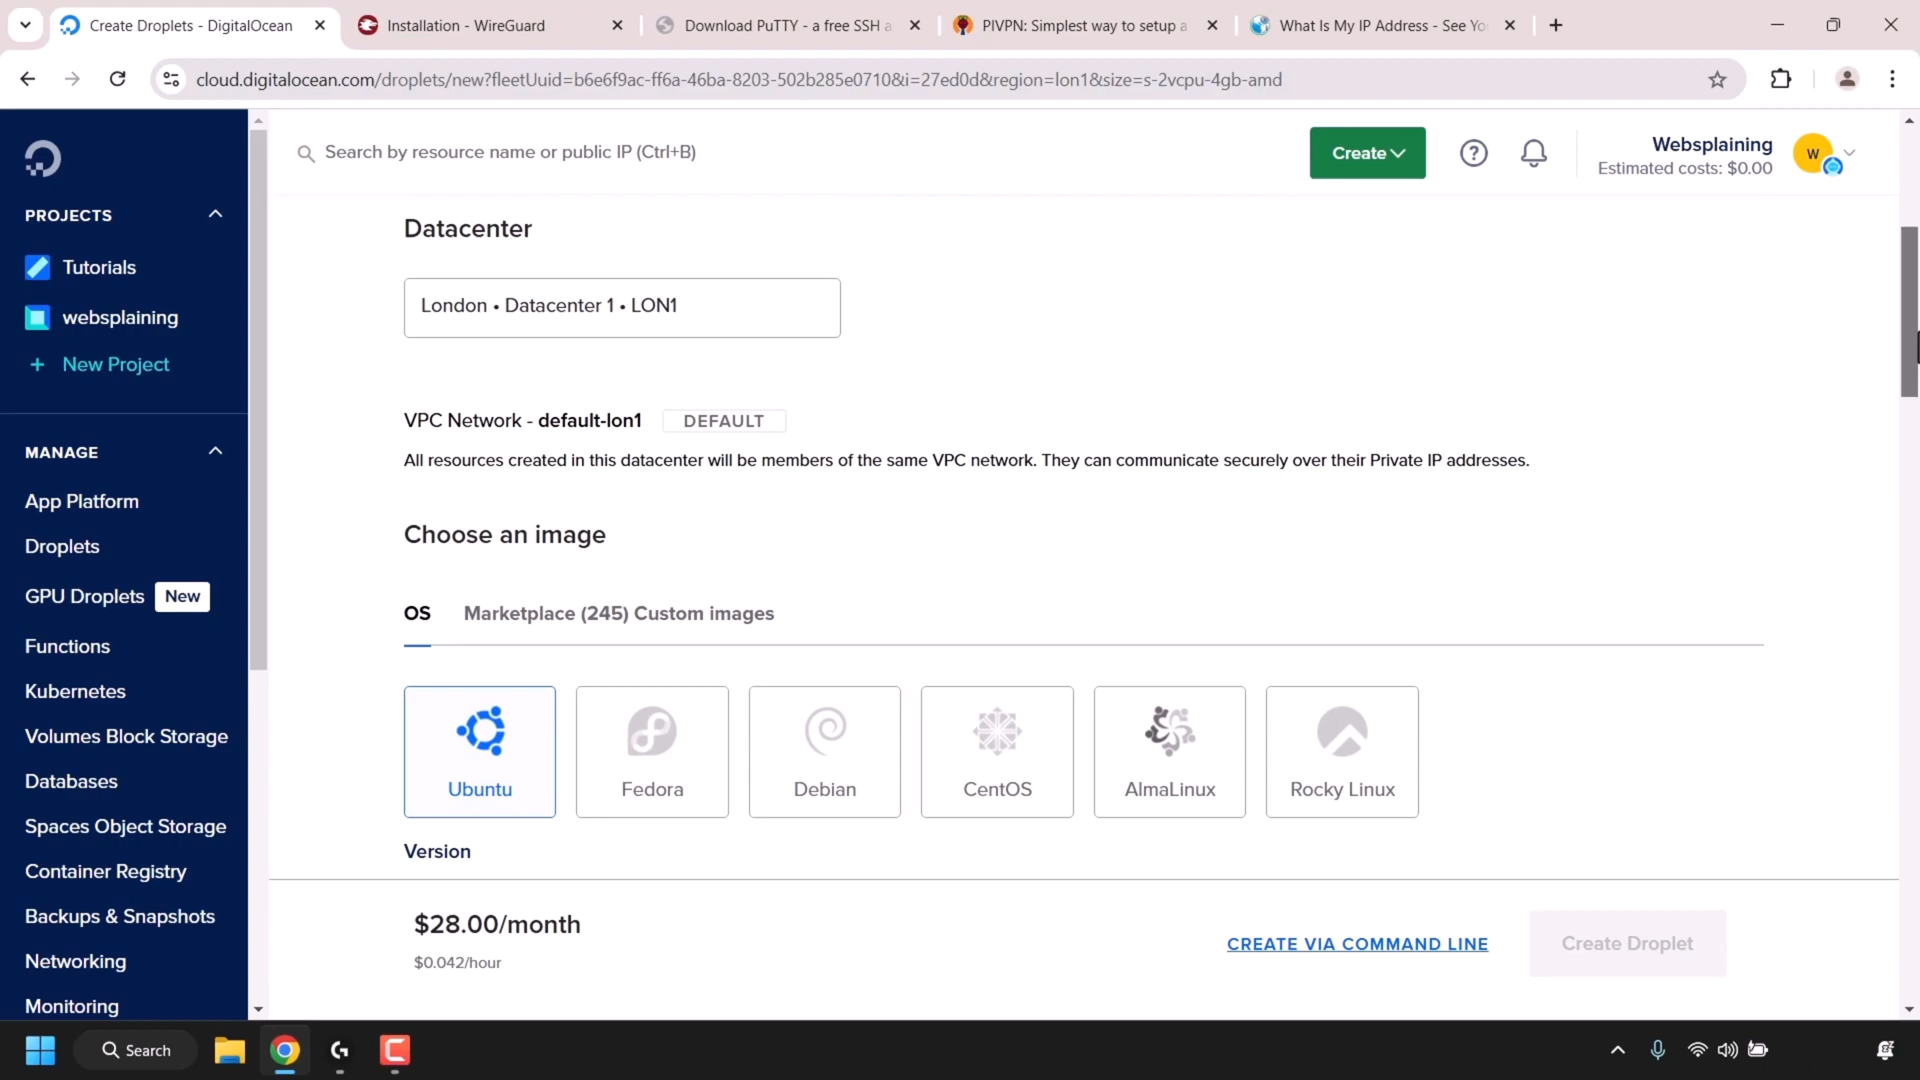 Create Droplets - DigitalOcean
Installation - WireGuard
Download PuTTY - a free SSH a
PIVPN: Simplest way to setup a
What Is My IP Address - See Yo
cloud.digitalocean.com/droplets/new?fleetUuid=b6e6f9ac-ff6a-46ba-8203-502b285e0710&i=27ed0d&region=lon1&size=s-2vcpu-4gb-amd
Search by resource name or public IP (Ctrl+B)
Create
Websplaining
Estimated costs: $0.00
W
PROJECTS
Tutorials
websplaining
+ New Project
MANAGE
App Platform
Droplets
GPU Droplets New
Functions
Kubernetes
Volumes Block Storage
Databases
Spaces Object Storage
Container Registry
Backups & Snapshots
Networking
Monitoring
Datacenter
London • Datacenter 1 • LON1
VPC Network - default-lon1 DEFAULT
All resources created in this datacenter will be members of the same VPC network. They can communicate securely over their Private IP addresses.
Choose an image
OS Marketplace (245) Custom images
Ubuntu Fedora Debian CentOS AlmaLinux Rocky Linux
Version
$28.00/month
$0.042/hour
CREATE VIA COMMAND LINE
Create Droplet
Search